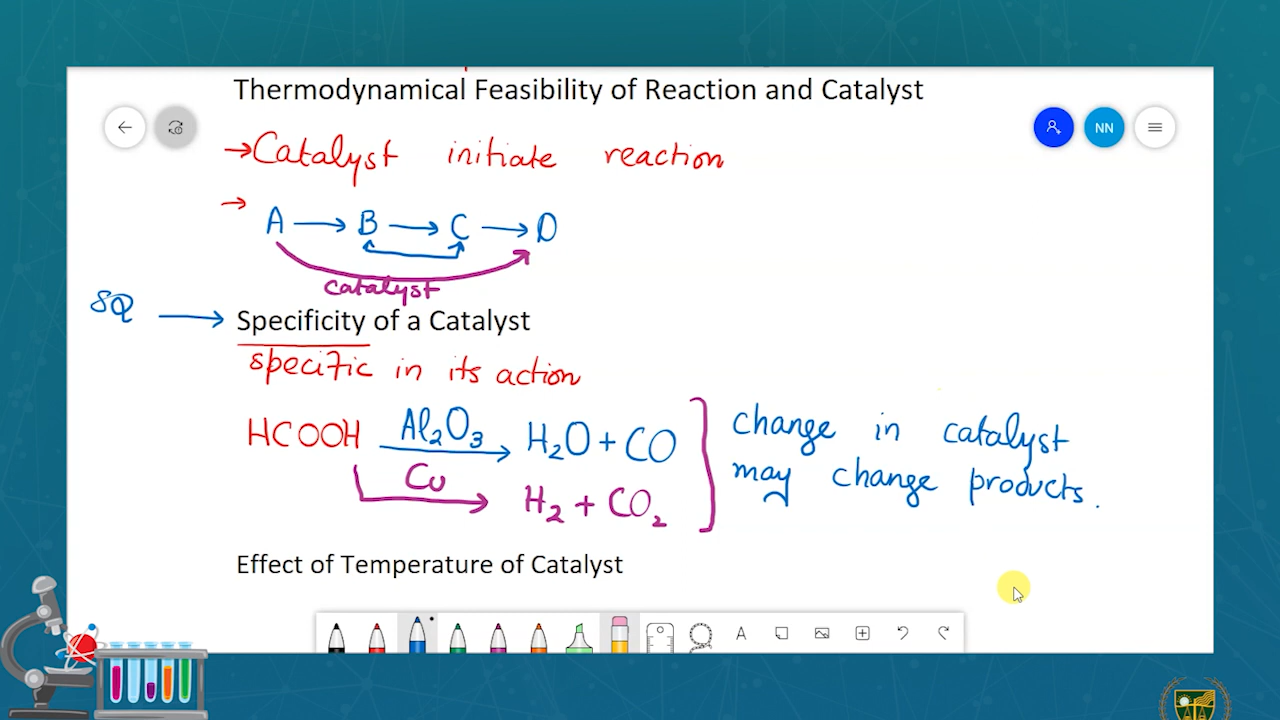 Thermodynamical Feasibility of Reaction and Catalyst
NN
→Catalyst initiate reaction
→ A → B → C → D
catalyst
SQ → Specificity of a Catalyst
specific in its action
HCOOH Al₂O₃ → H₂O + CO
Cu → H₂ + CO₂
change in catalyst
may change products.
Effect of Temperature of Catalyst
A